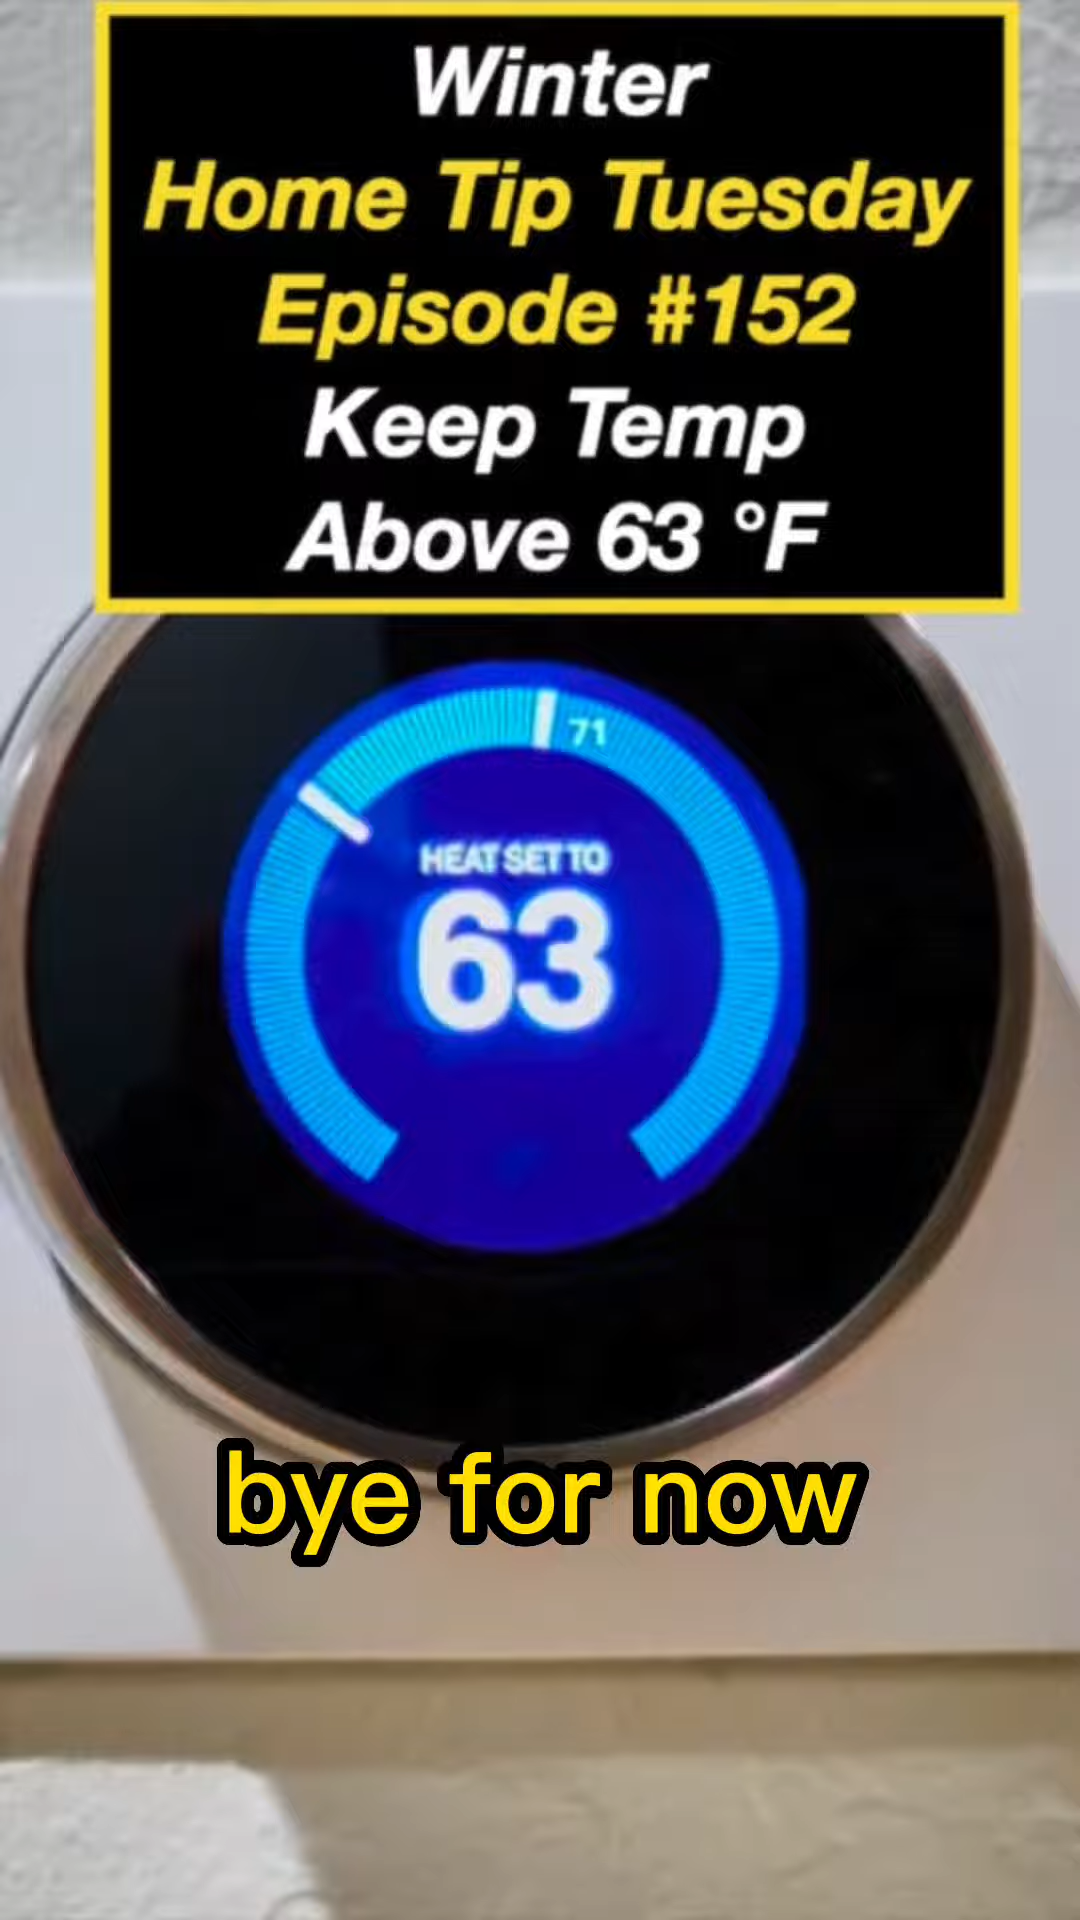 Winter
Home Tip Tuesday
Episode #152
Keep Temp
Above 63 °F
71
HEAT SET TO
63
bye for now